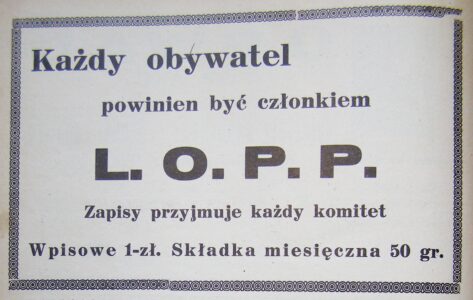 Każdy obywatel
powinien być członkiem
L. O. P. P.
Zapisy przyjmuje każdy komitet
Wpisowe 1-zł. Składka miesięczna 50 gr.